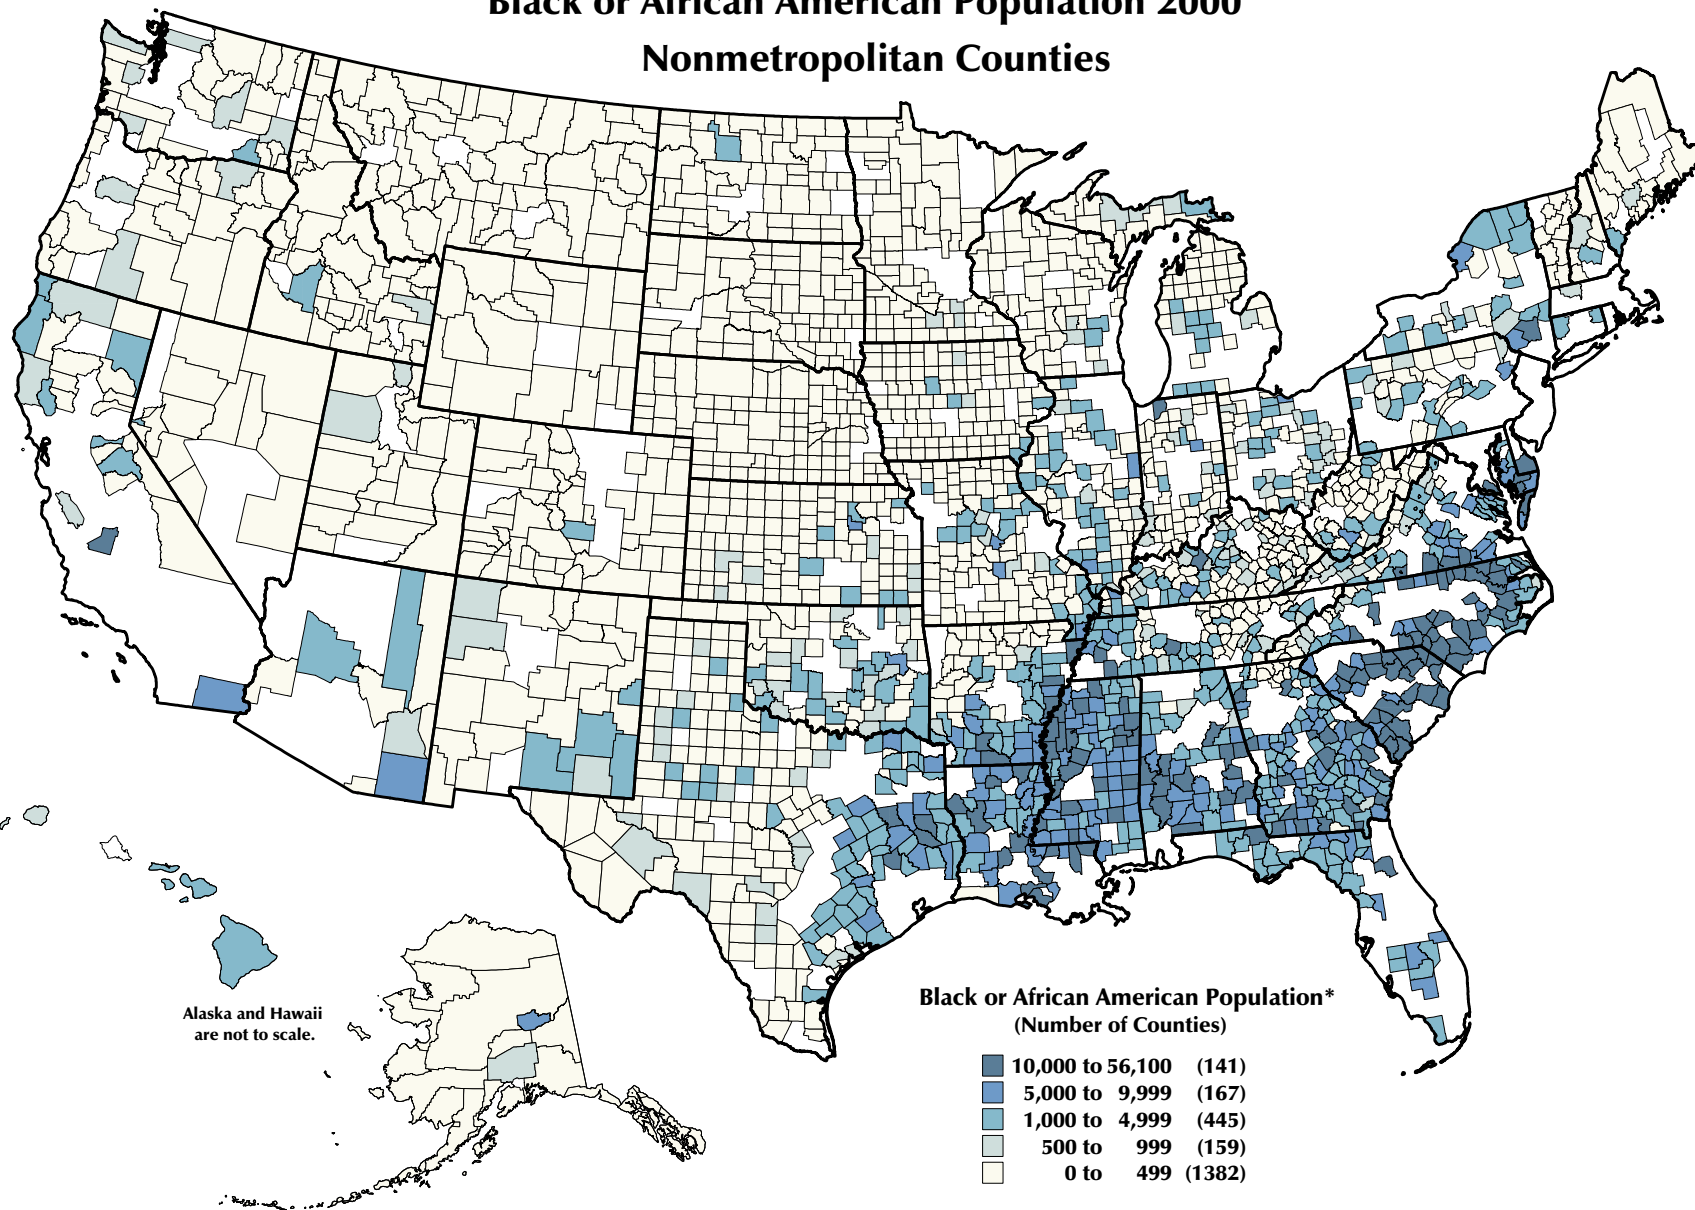 Black or African American Population 2000
Nonmetropolitan Counties
Alaska and Hawaii
are not to scale.
Black or African American Population*
(Number of Counties)
10,000 to 56,100 (141)
5,000 to 9,999 (167)
1,000 to 4,999 (445)
500 to 999 (159)
0 to 499 (1382)